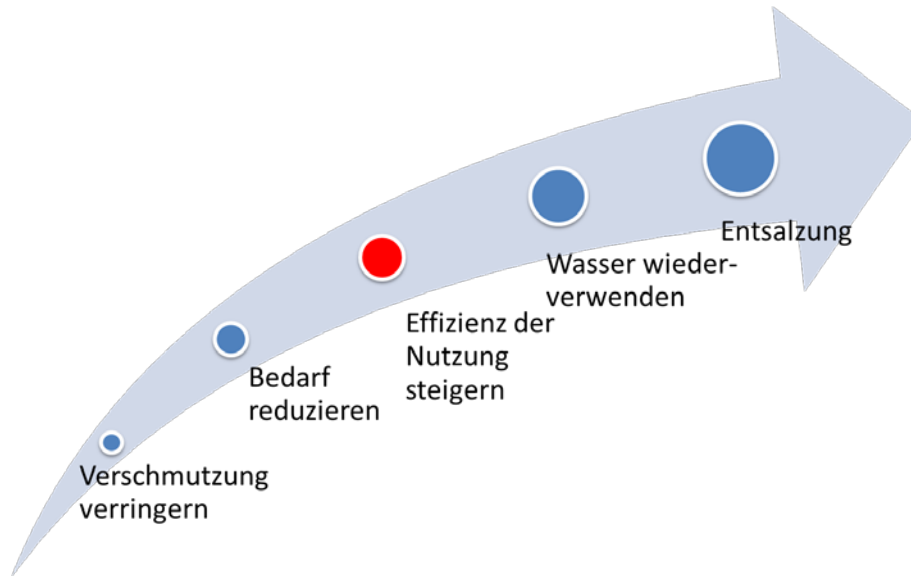 Verschmutzung
verringern
Bedarf
reduzieren
Effizienz der
Nutzung
steigern
Wasser wieder-
verwenden
Entsalzung